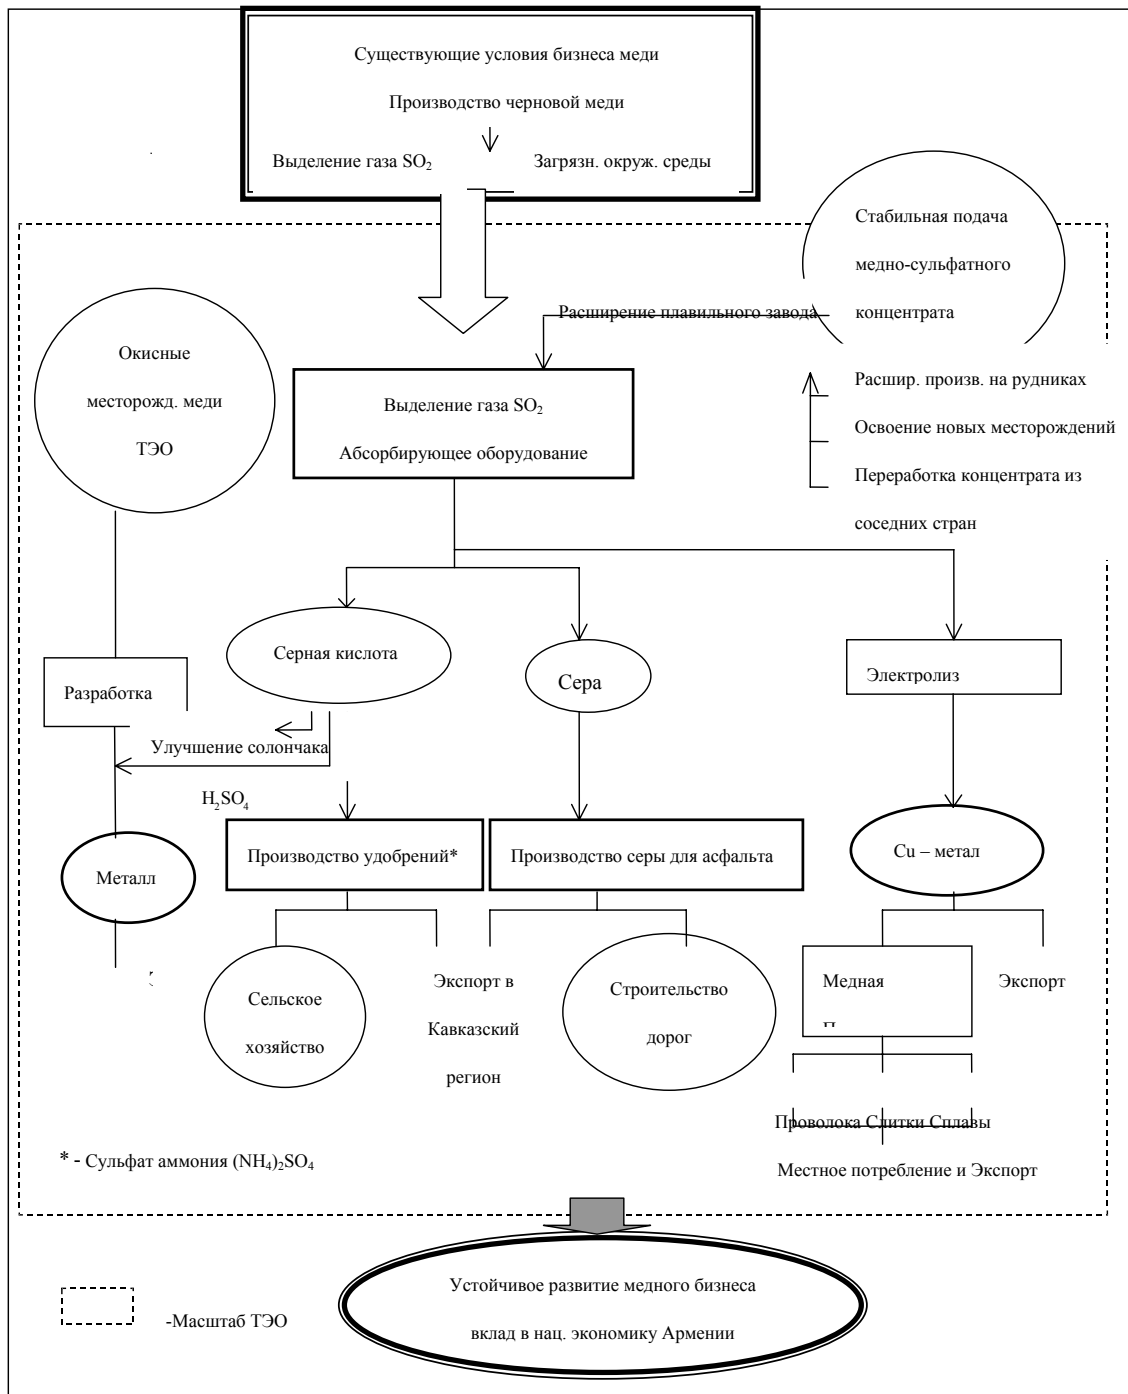 Существующие условия бизнеса меди
Производство черновой меди
Выделение газа SO₂
Загрязн. окруж. среды
Стабильная подача
медно-сульфатного
концентрата
Расширение плавильного завода
Окисные
месторожд. меди
ТЭО
Выделение газа SO₂
Абсорбирующее оборудование
Расшир. произв. на рудниках
Освоение новых месторождений
Переработка концентрата из
соседних стран
Серная кислота
Сера
Электролиз
Разработка
Улучшение солончака
H₂SO₄
Производство удобрений*
Производство серы для асфальта
Cu – метал
Металл
Сельское
хозяйство
Экспорт в
Кавказский
регион
Строительство
дорог
Медная
Экспорт
Проволока Слитки Сплавы
Местное потребление и Экспорт
* - Сульфат аммония (NH₄)₂SO₄
Устойчивое развитие медного бизнеса
вклад в нац. экономику Армении
-Масштаб ТЭО